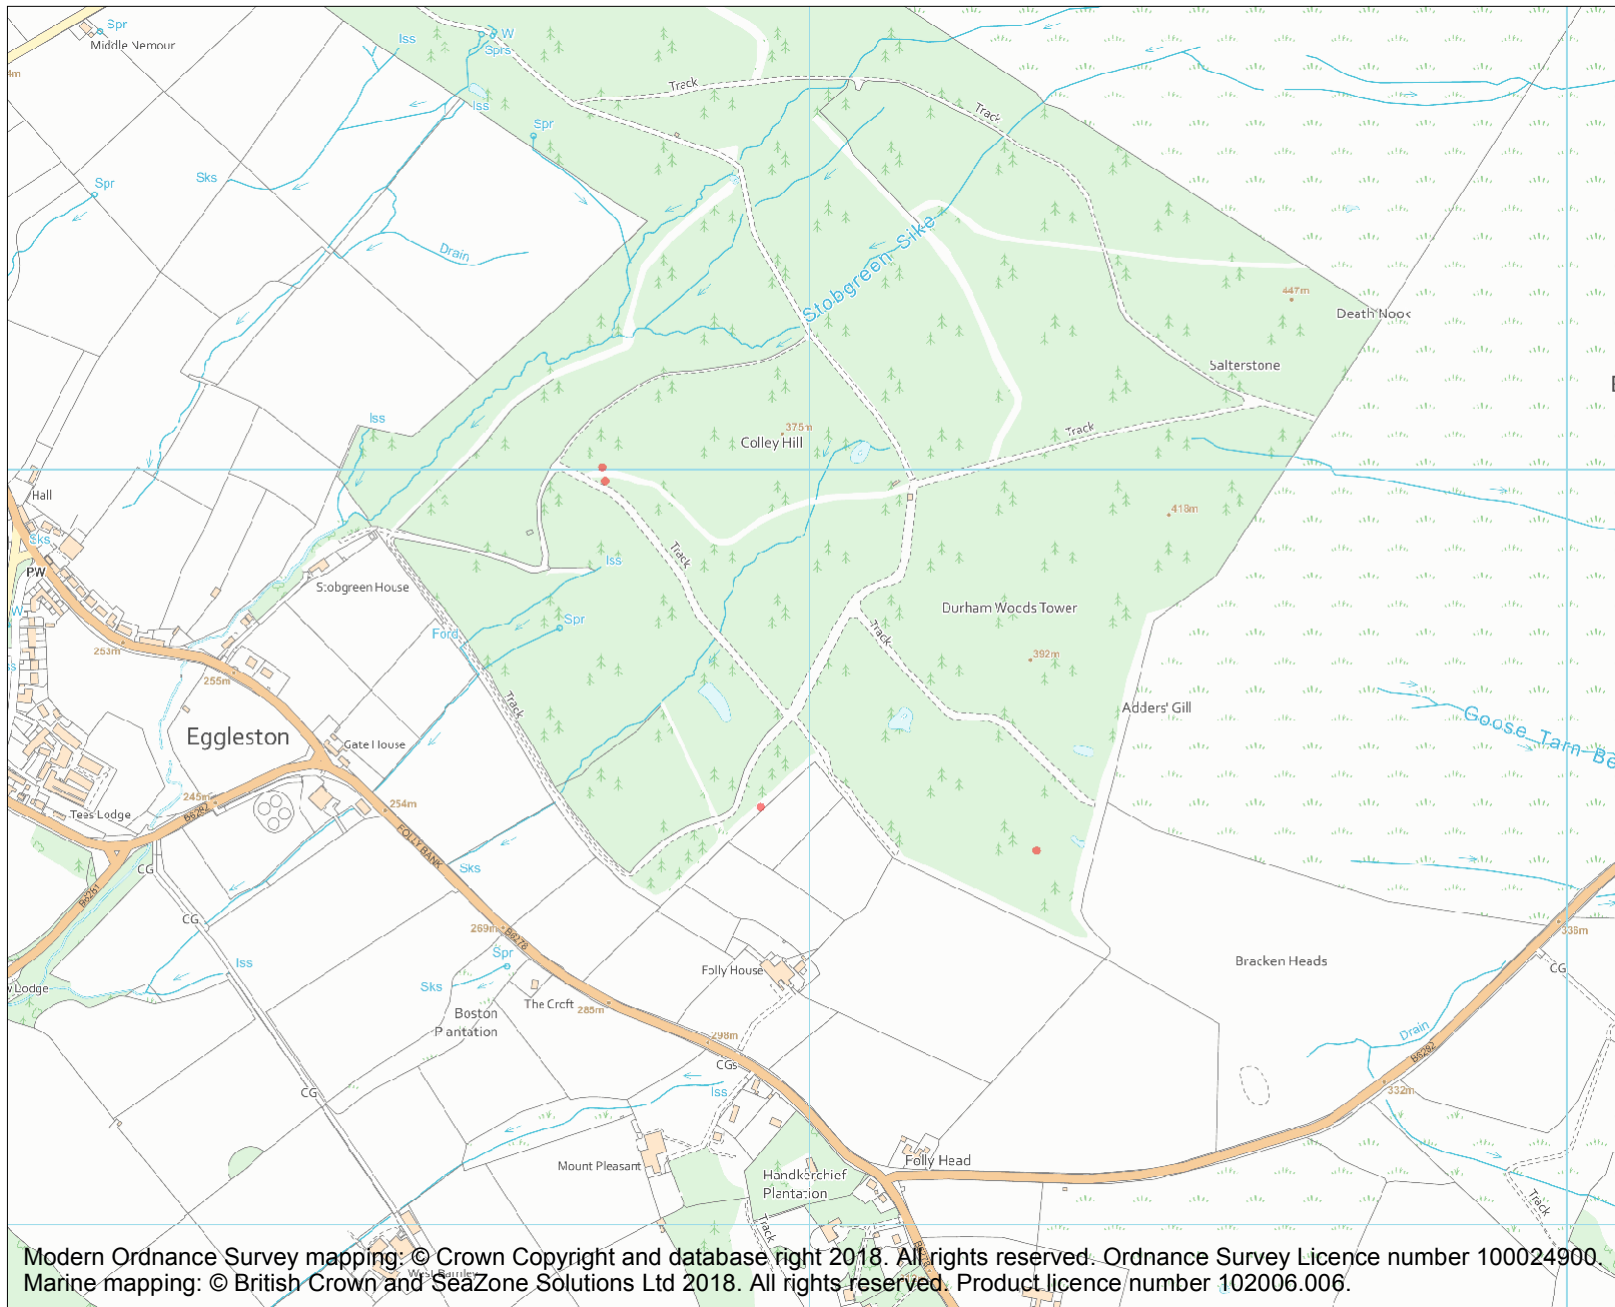 Spr
Middle Nemour
Iss
W
Sprs
Track
Iss
Spr
Track
Sks
Spr
Drain
Stobgreen Sike
447m
Death Nook
Salterstone
Iss
375m
Colley Hill
Track
Hall
418m
Sks
PW
Track
Iss
Stobgreen House
W
Durham Woods Tower
Spr
Ford
Track
253m
392m
255m
Track
Adders' Gill
Goose Tarn Be
Eggleston
Gate House
245m
254m
Tees Lodge
B6282
FOLLY BANK
CG
Sks
B6281
CG
269m
B6278
338m
Spr
Iss
Folly House
Bracken Heads
CG
w Lodge
Sks
The Croft
285m
Boston
Plantation
298m
Drain
CGs
B6282
CG
Iss
332m
Mount Pleasant
Folly Head
Handkerchief
Plantation
Track
Track
West Barnley
Modern Ordnance Survey mapping: © Crown Copyright and database right 2018. All rights reserved. Ordnance Survey Licence number 100024900.
Marine mapping: © British Crown and SeaZone Solutions Ltd 2018. All rights reserved. Product licence number 102006.006.